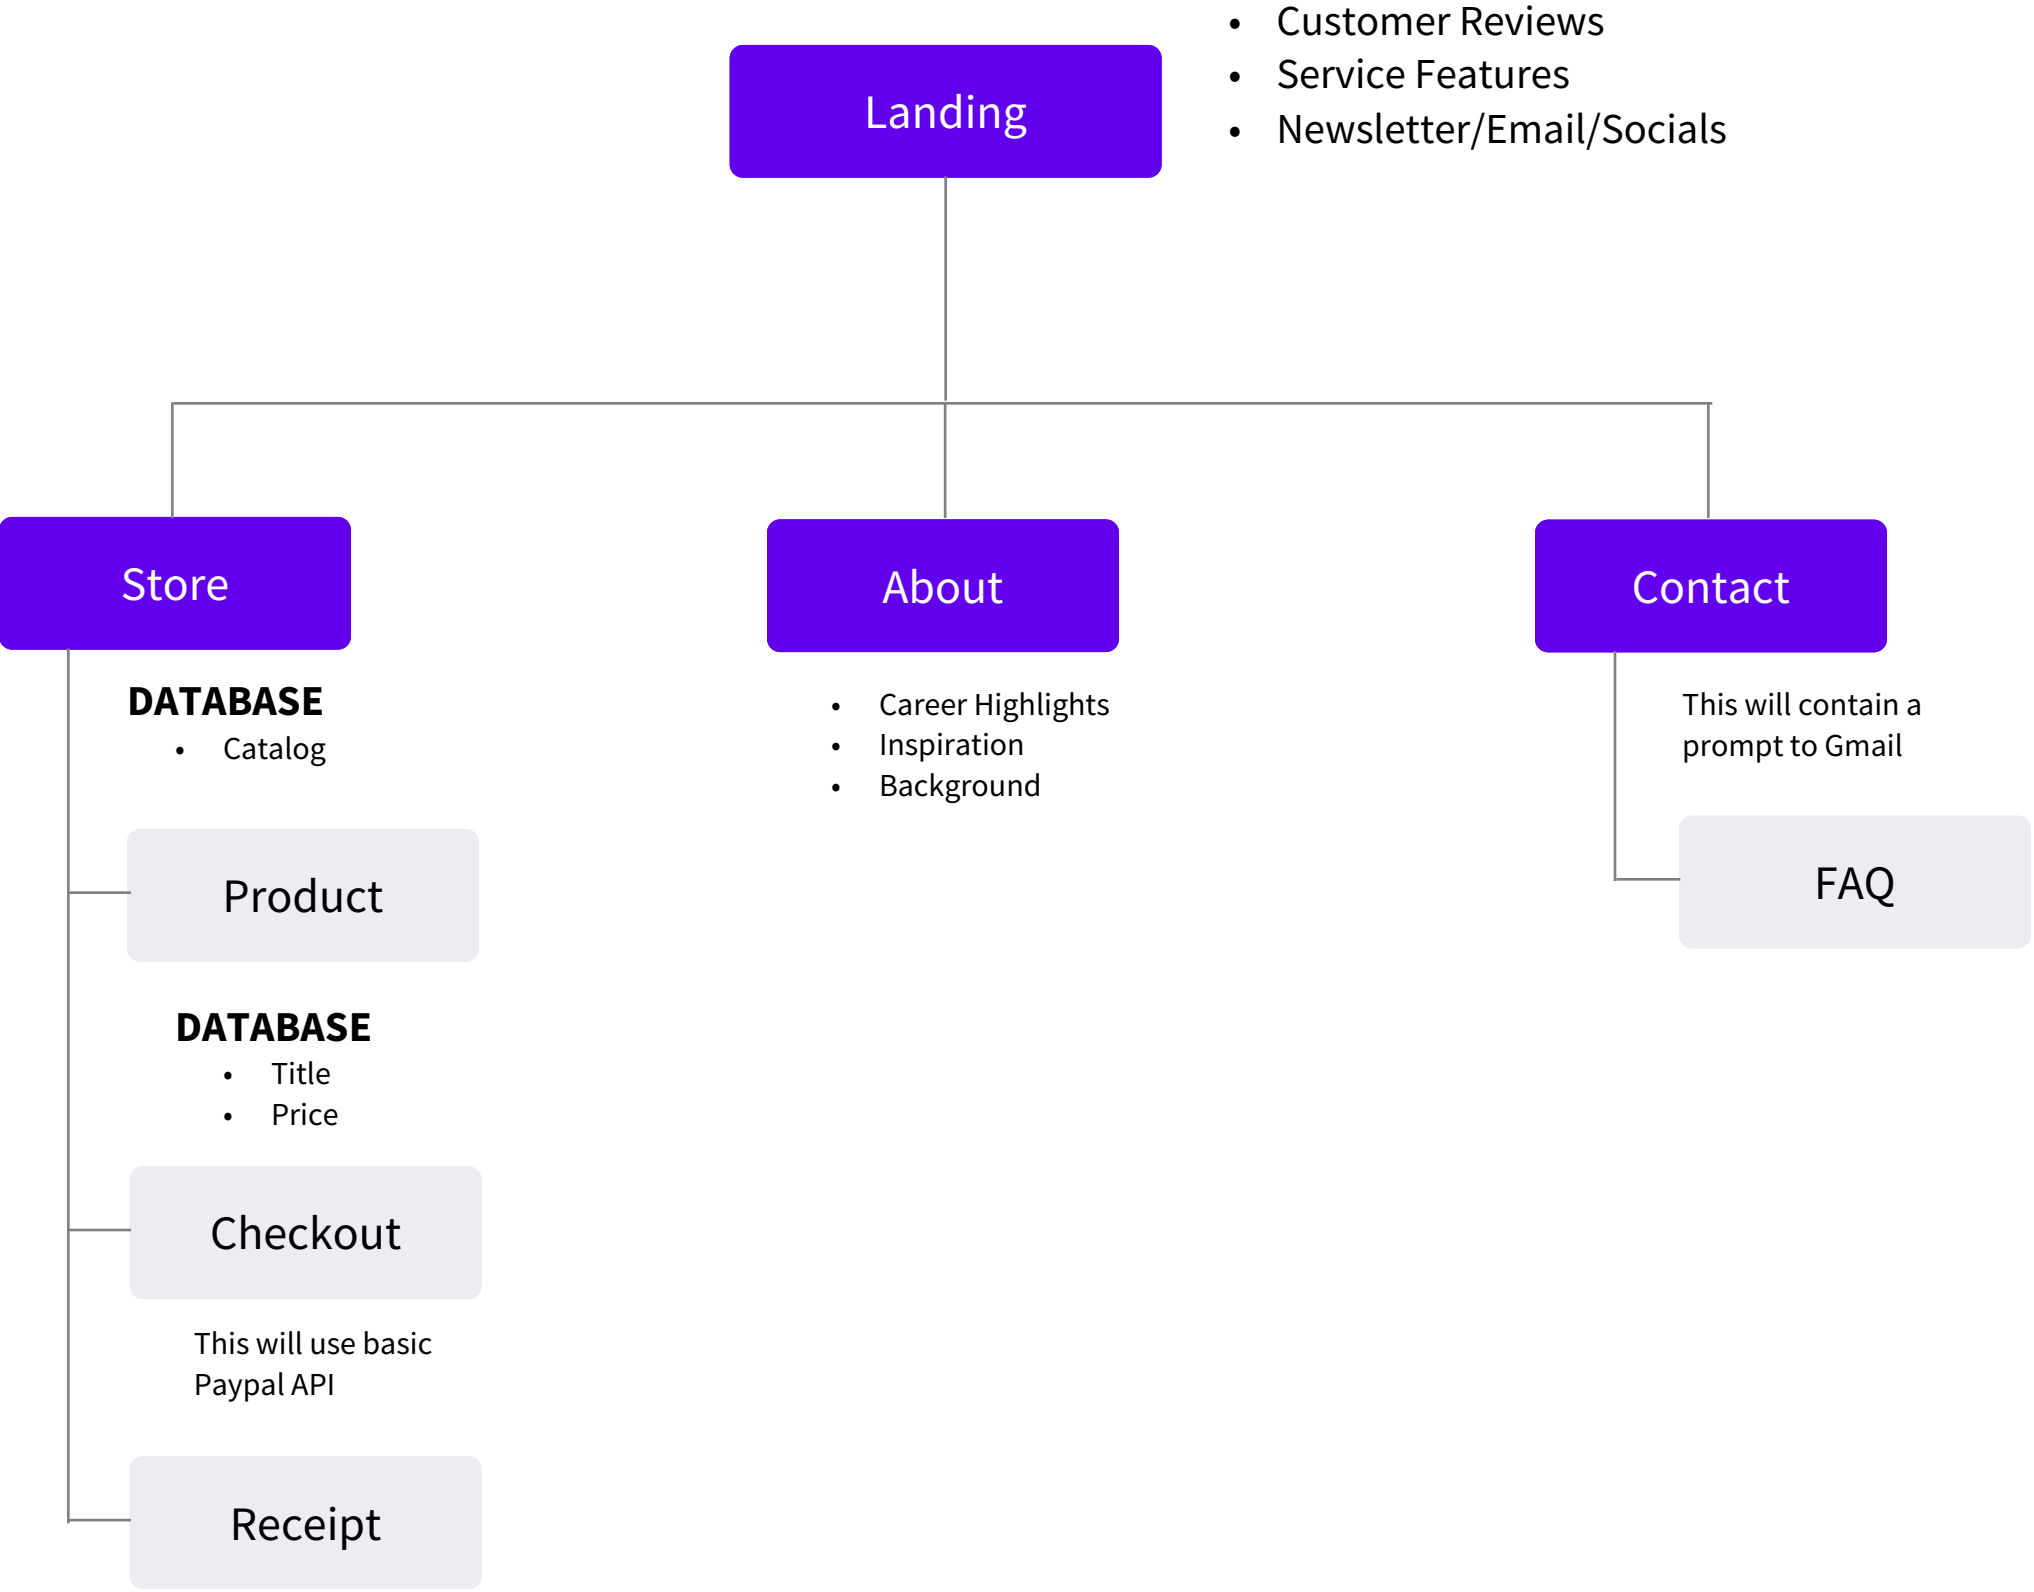 • Customer Reviews
• Service Features
• Newsletter/Email/Socials
Landing
Store
DATABASE
• Catalog
Product
DATABASE
• Title
• Price
Checkout
This will use basic
Paypal API
Receipt
About
• Career Highlights
• Inspiration
• Background
Contact
This will contain a
prompt to Gmail
FAQ